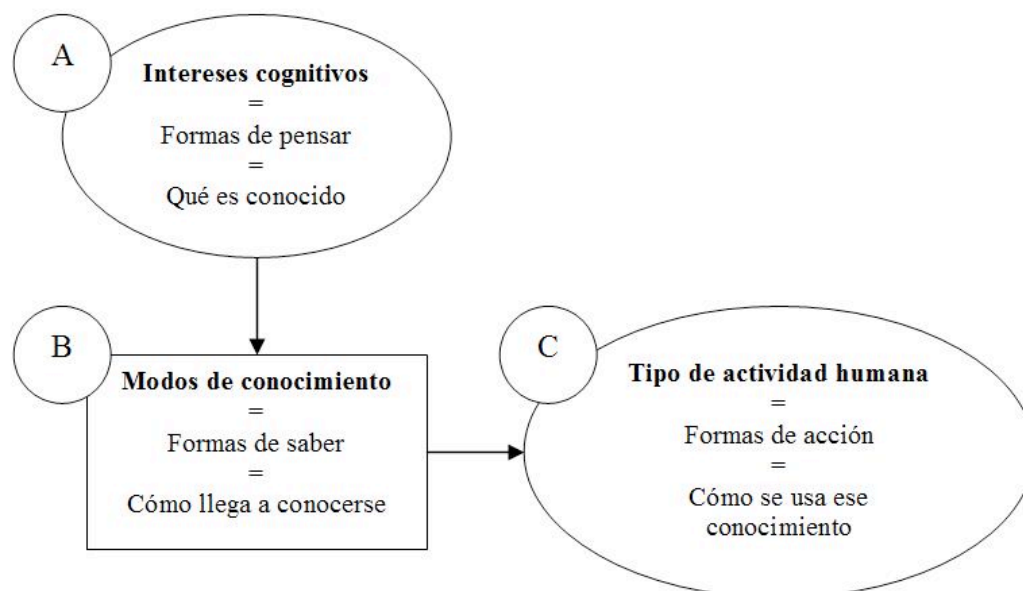 A
Intereses cognitivos
=
Formas de pensar
=
Qué es conocido
B
Modos de conocimiento
=
Formas de saber
=
Cómo llega a conocerse
C
Tipo de actividad humana
=
Formas de acción
=
Cómo se usa ese
conocimiento